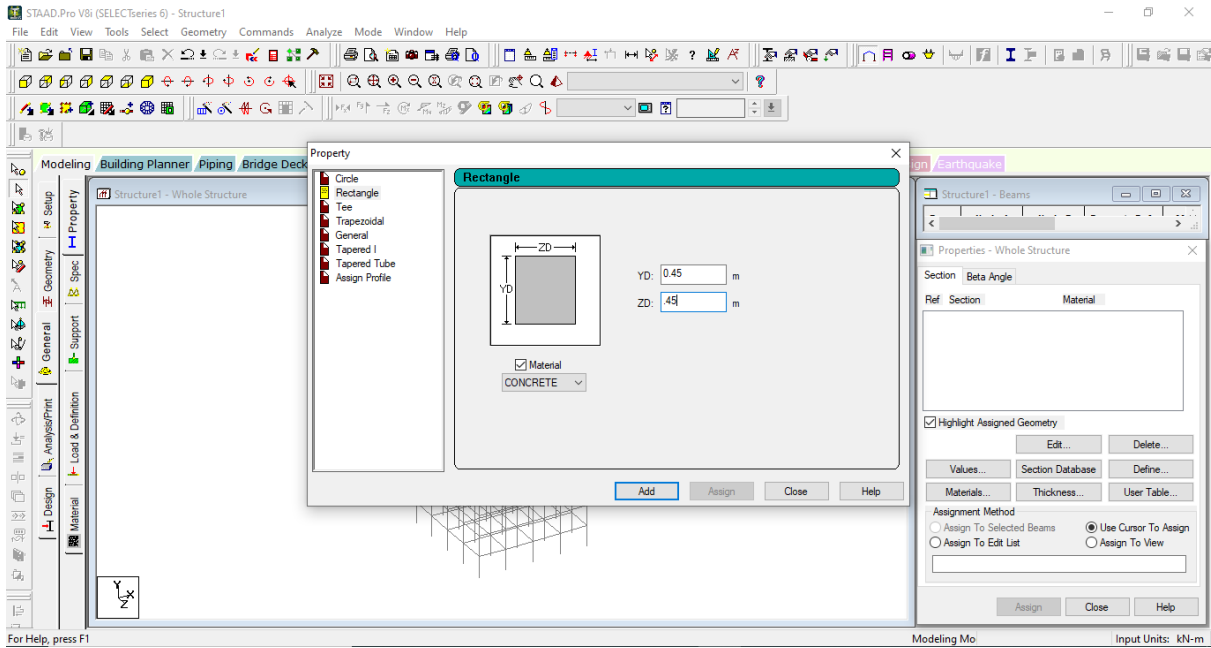 STAAD.Pro V8i (SELECTseries 6) - Structure1
File Edit View Tools Select Geometry Commands Analyze Mode Window Help
Modeling Building Planner Piping Bridge Deck
Earthquake
Setup
Geometry
General
Analysis/Print
Design
Property
Spec
Support
Load & Definition
Material
Structure1 - Whole Structure
Y
X
Z
Property
Circle
Rectangle
Tee
Trapezoidal
General
Tapered I
Tapered Tube
Assign Profile
Rectangle
ZD
YD
YD: 0.45 m
ZD: .45 m
Material
CONCRETE
Add Assign Close Help
Structure1 - Beams
Properties - Whole Structure
Section Beta Angle
Ref Section Material
Highlight Assigned Geometry
Edit... Delete...
Values... Section Database Define...
Materials... Thickness... User Table...
Assignment Method
Assign To Selected Beams Use Cursor To Assign
Assign To Edit List Assign To View
Assign Close Help
For Help, press F1 Modeling Mo Input Units: kN-m